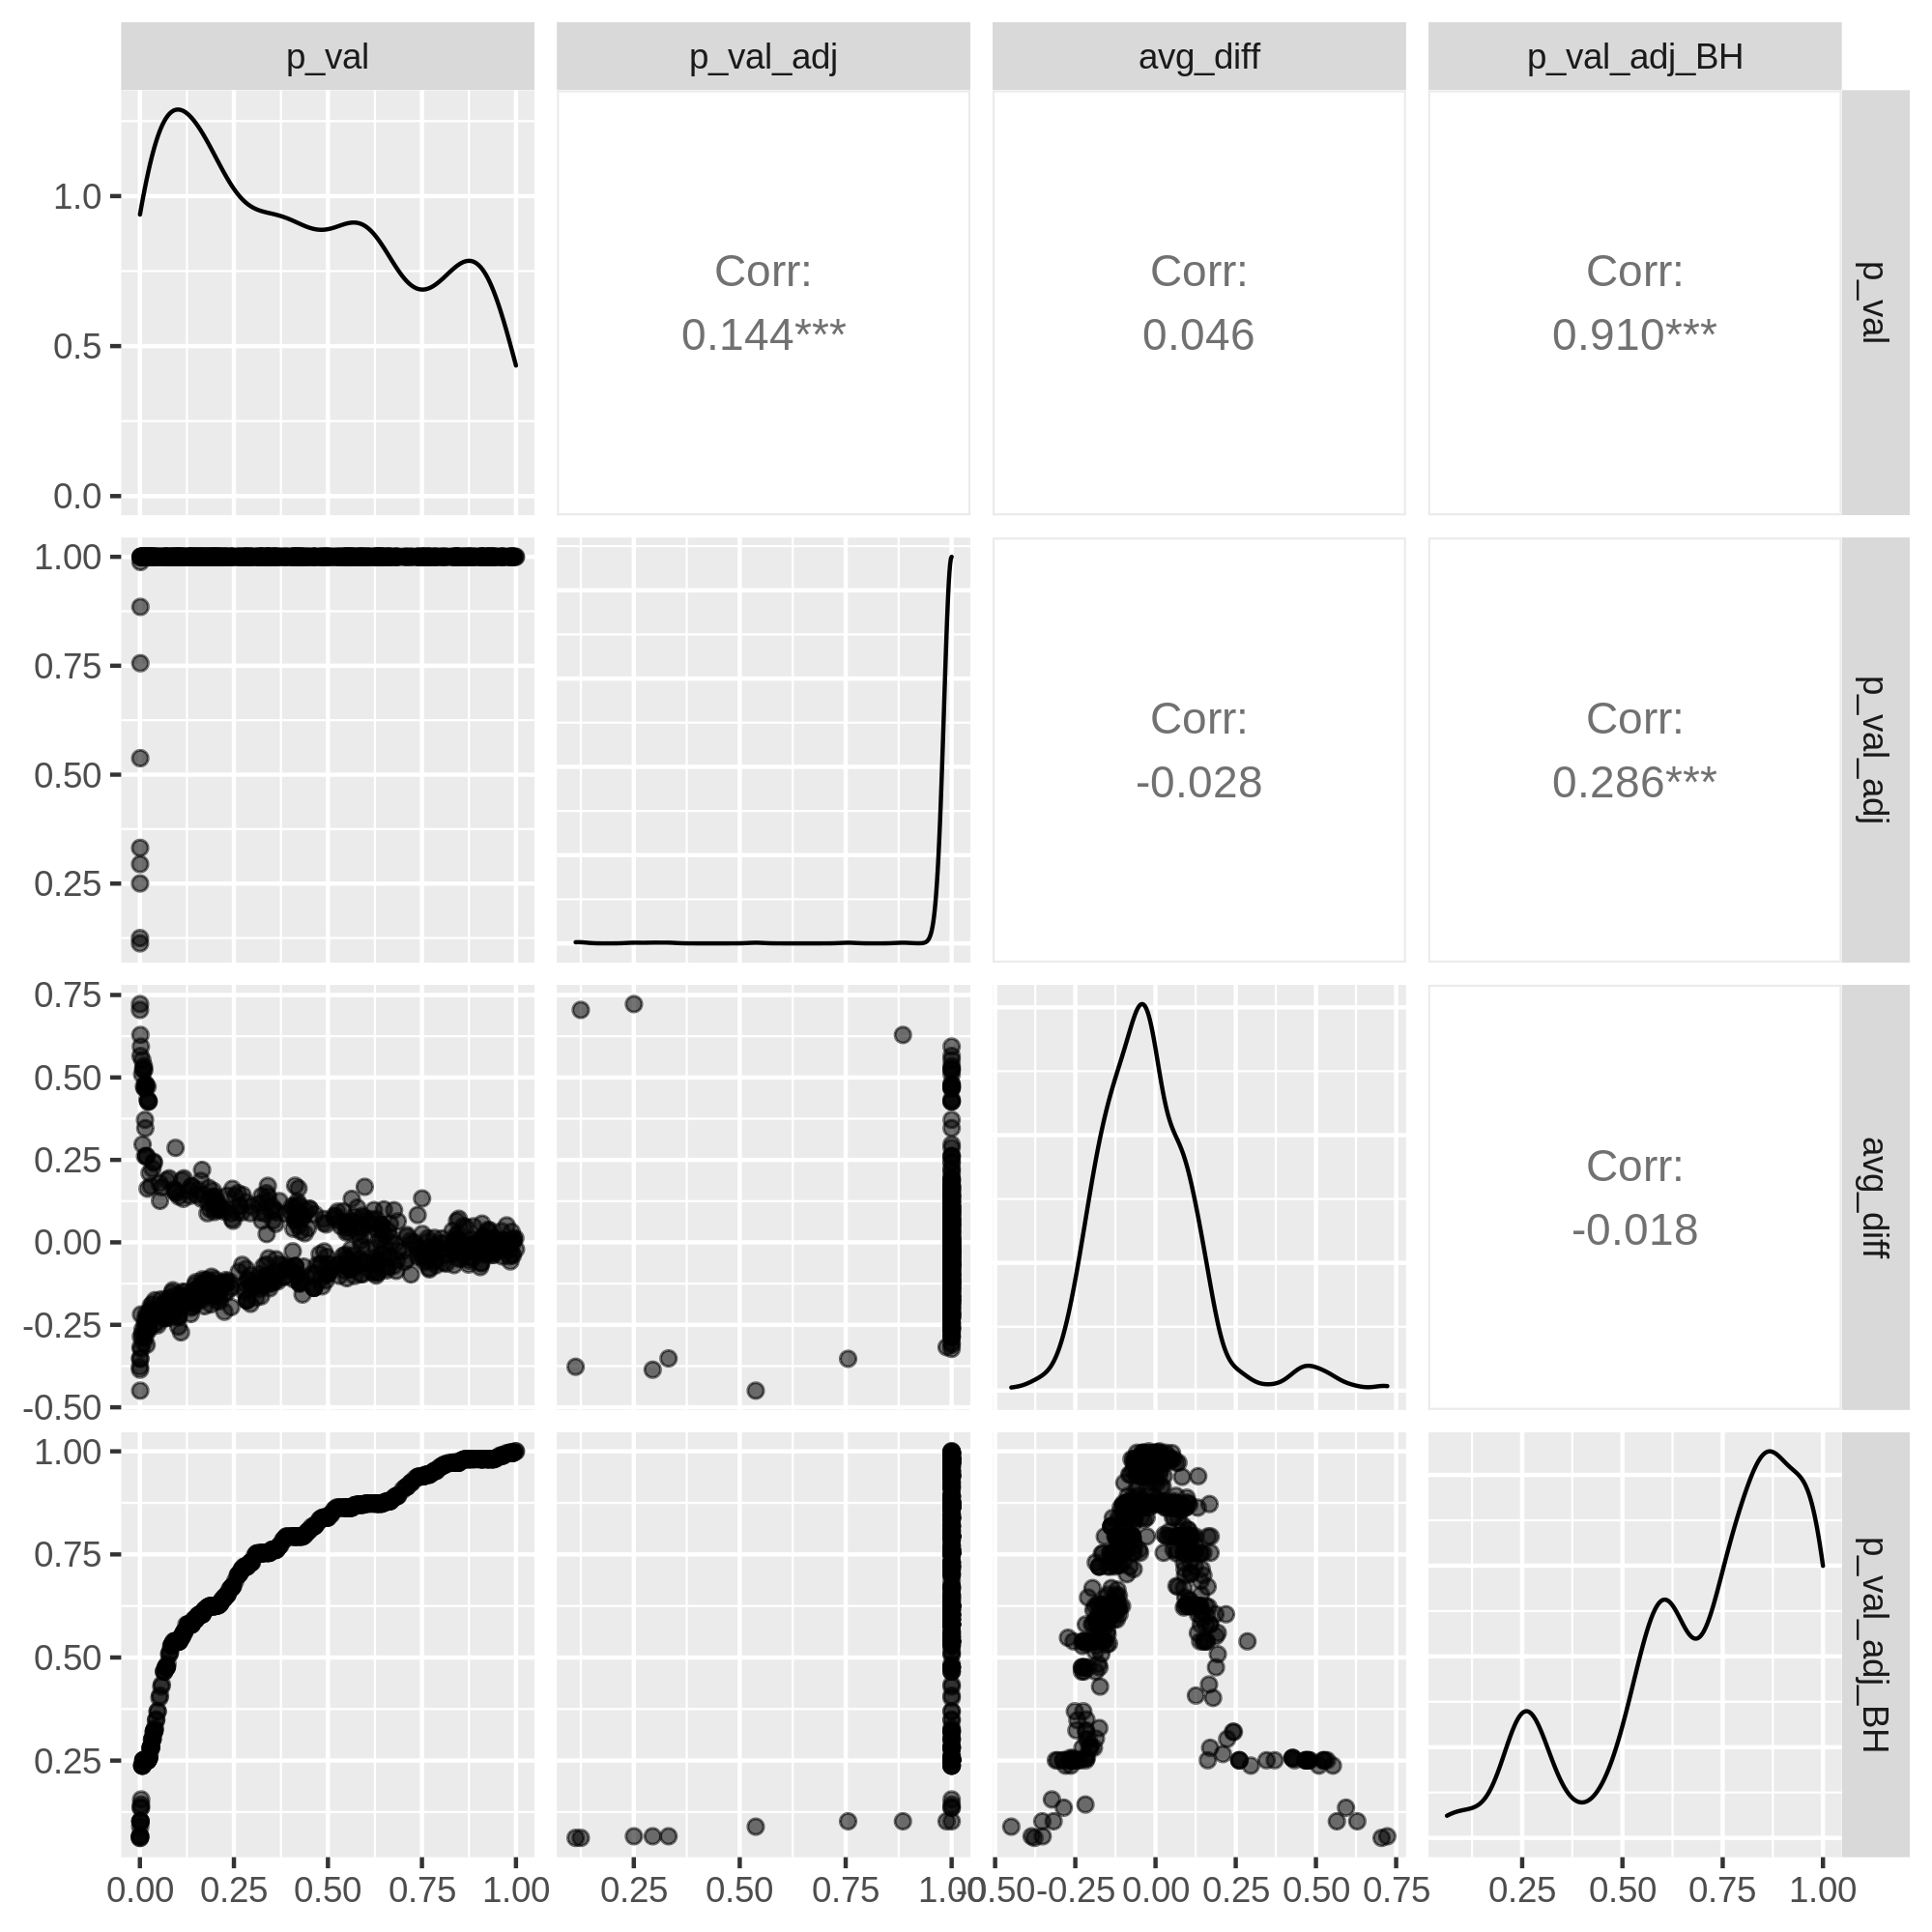 p_val p_val_adj avg_diff p_val_adj_BH
1.0
0.5
0.0
Corr:
0.144***
Corr:
0.046
Corr:
0.910***
p_val
1.00
0.75
0.50
0.25
Corr:
-0.028
Corr:
0.286***
p_val_adj
0.75
0.50
0.25
0.00
-0.25
-0.50
Corr:
-0.018
avg_diff
1.00
0.75
0.50
0.25
p_val_adj_BH
0.00 0.25 0.50 0.75 1.00
0.25 0.50 0.75 1.00
-0.50 -0.25 0.00 0.25 0.50 0.75
0.25 0.50 0.75 1.00